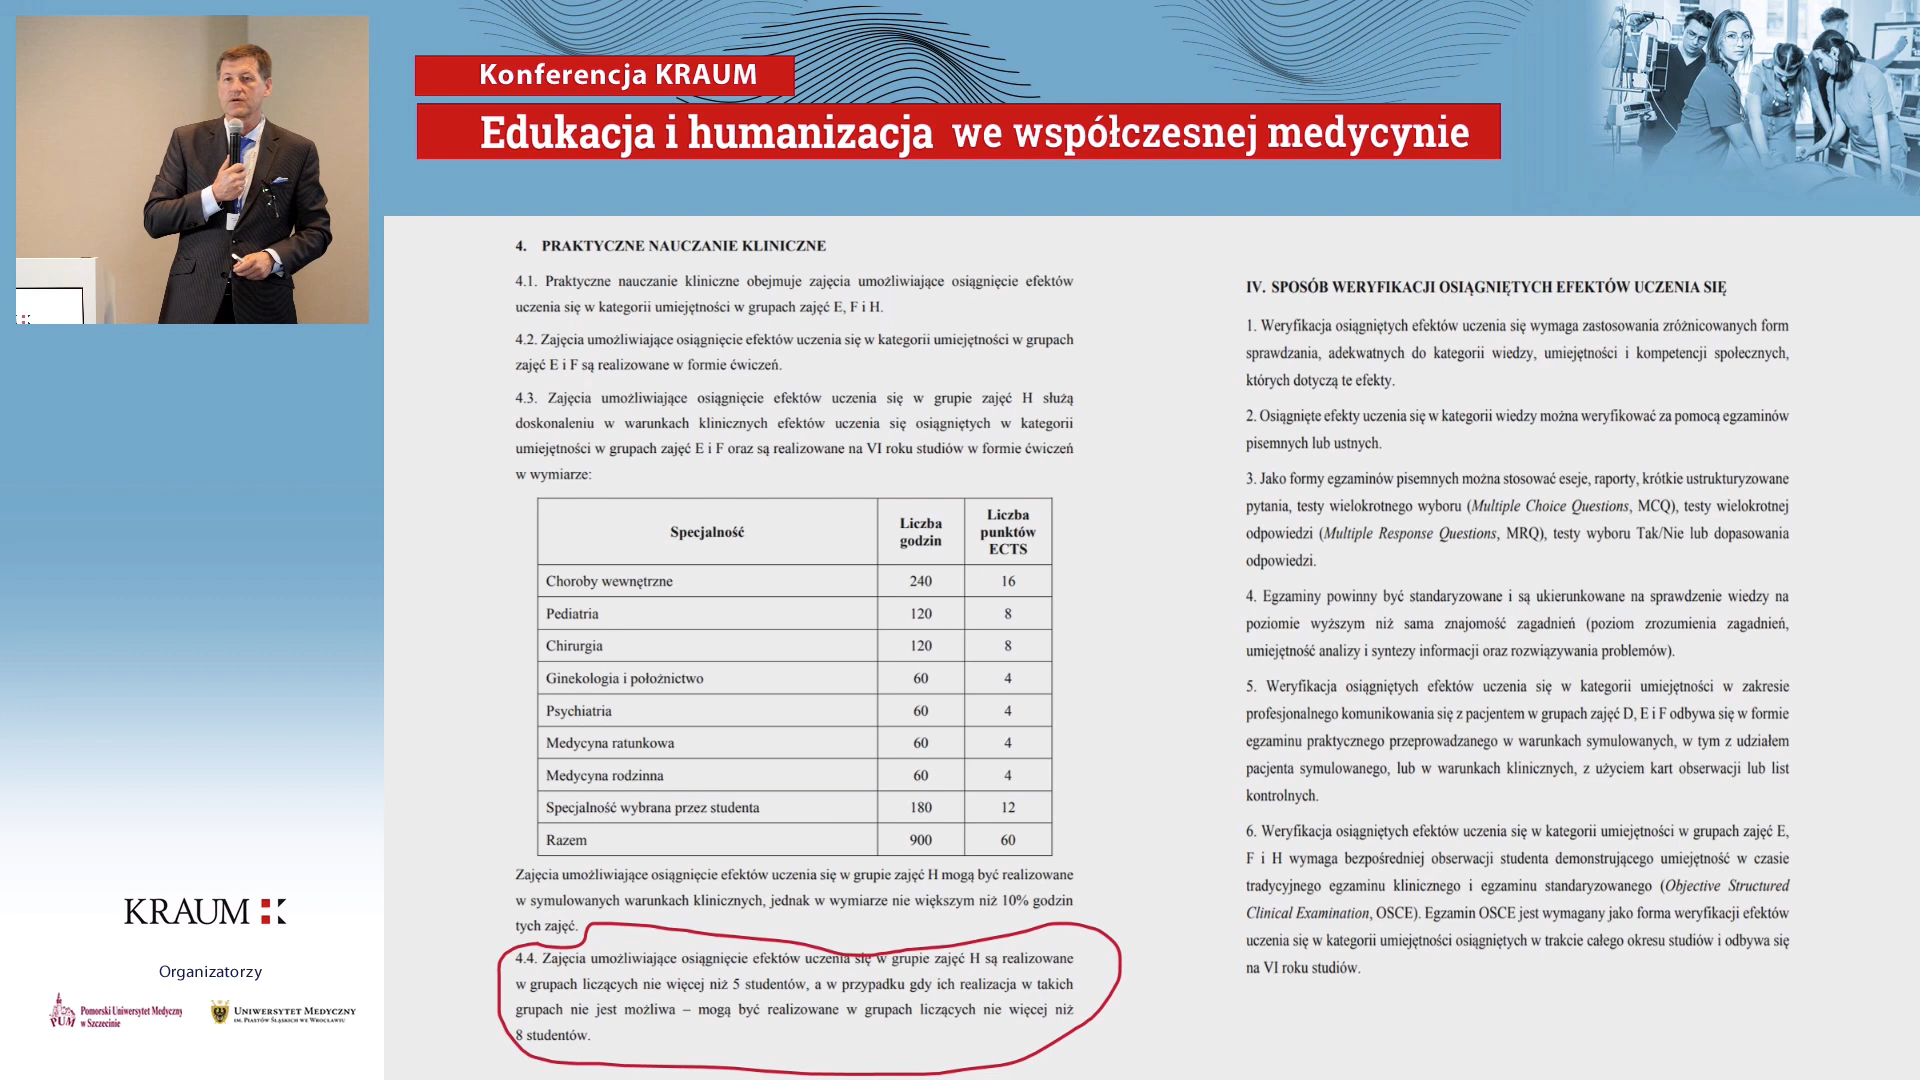 Konferencja KRAUM
Edukacja i humanizacja we współczesnej medycynie
4. PRAKTYCZNE NAUCZANIE KLINICZNE
4.1. Praktyczne nauczanie kliniczne obejmuje zajęcia umożliwiające osiągnięcie efektów
uczenia się w kategorii umiejętności w grupach zajęć E, F i H.
4.2. Zajęcia umożliwiające osiągnięcie efektów uczenia się w kategorii umiejętności w grupach
zajęć E i F są realizowane w formie ćwiczeń.
4.3. Zajęcia umożliwiające osiągnięcie efektów uczenia się w grupie zajęć H służą
doskonaleniu w warunkach klinicznych efektów uczenia się osiągniętych w kategorii
umiejętności w grupach zajęć E i F oraz są realizowane na VI roku studiów w formie ćwiczeń
w wymiarze:
Specjalność Liczba godzin Liczba punktów ECTS
Choroby wewnętrzne 240 16
Pediatria 120 8
Chirurgia 120 8
Ginekologia i położnictwo 60 4
Psychiatria 60 4
Medycyna ratunkowa 60 4
Medycyna rodzinna 60 4
Specjalność wybrana przez studenta 180 12
Razem 900 60
Zajęcia umożliwiające osiągnięcie efektów uczenia się w grupie zajęć H mogą być realizowane
w symulowanych warunkach klinicznych, jednak w wymiarze nie większym niż 10% godzin
tych zajęć.
4.4. Zajęcia umożliwiające osiągnięcie efektów uczenia się w grupie zajęć H są realizowane
w grupach liczących nie więcej niż 5 studentów, a w przypadku gdy ich realizacja w takich
grupach nie jest możliwa – mogą być realizowane w grupach liczących nie więcej niż
8 studentów.
IV. SPOSÓB WERYFIKACJI OSIĄGNIĘTYCH EFEKTÓW UCZENIA SIĘ
1. Weryfikacja osiągniętych efektów uczenia się wymaga zastosowania zróżnicowanych form
sprawdzania, adekwatnych do kategorii wiedzy, umiejętności i kompetencji społecznych,
których dotyczą te efekty.
2. Osiągnięte efekty uczenia się w kategorii wiedzy można weryfikować za pomocą egzaminów
pisemnych lub ustnych.
3. Jako formy egzaminów pisemnych można stosować eseje, raporty, krótkie ustrukturyzowane
pytania, testy wielokrotnego wyboru (Multiple Choice Questions, MCQ), testy wielokrotnej
odpowiedzi (Multiple Response Questions, MRQ), testy wyboru Tak/Nie lub dopasowania
odpowiedzi.
4. Egzaminy powinny być standaryzowane i są ukierunkowane na sprawdzenie wiedzy na
poziomie wyższym niż sama znajomość zagadnień (poziom zrozumienia zagadnień,
umiejętność analizy i syntezy informacji oraz rozwiązywania problemów).
5. Weryfikacja osiągniętych efektów uczenia się w kategorii umiejętności w zakresie
profesjonalnego komunikowania się z pacjentem w grupach zajęć D, E i F odbywa się w formie
egzaminu praktycznego przeprowadzanego w warunkach symulowanych, w tym z udziałem
pacjenta symulowanego, lub w warunkach klinicznych, z użyciem kart obserwacji lub list
kontrolnych.
6. Weryfikacja osiągniętych efektów uczenia się w kategorii umiejętności w grupach zajęć E,
F i H wymaga bezpośredniej obserwacji studenta demonstrującego umiejętność w czasie
tradycyjnego egzaminu klinicznego i egzaminu standaryzowanego (Objective Structured
Clinical Examination, OSCE). Egzamin OSCE jest wymagany jako forma weryfikacji efektów
uczenia się w kategorii umiejętności osiągniętych w trakcie całego okresu studiów i odbywa się
na VI roku studiów.
KRAUM
Organizatorzy
PUM
Pomorski Uniwersytet Medyczny
w Szczecinie
UNIWERSYTET MEDYCZNY
IM. PIASTÓW ŚLĄSKICH WE WROCŁAWIU